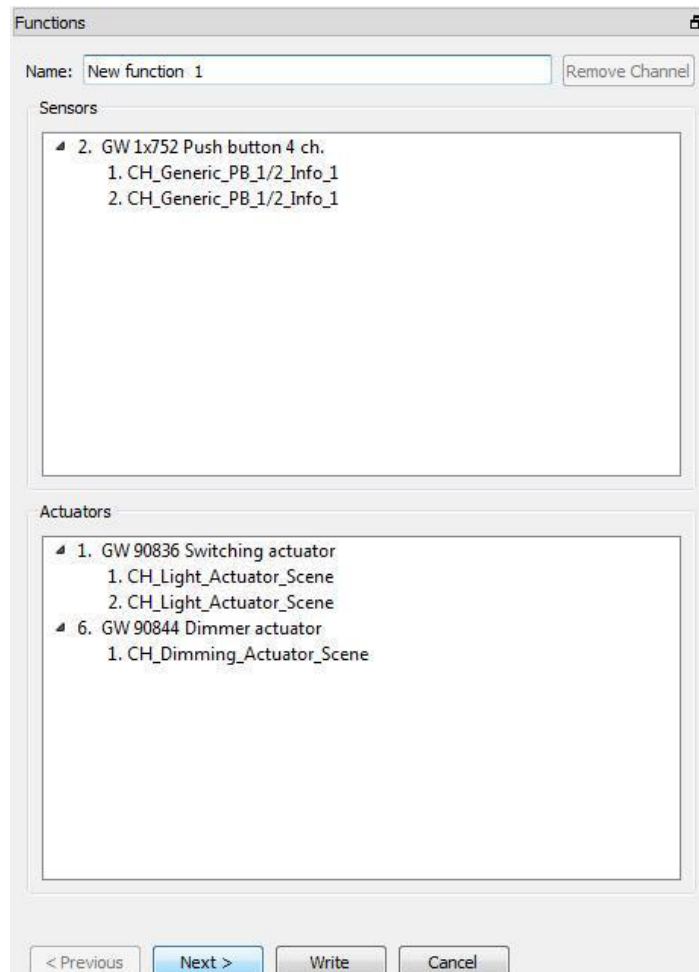 Functions
Name: New function 1 Remove Channel
Sensors
2. GW 1x752 Push button 4 ch.
1. CH_Generic_PB_1/2_Info_1
2. CH_Generic_PB_1/2_Info_1
Actuators
1. GW 90836 Switching actuator
1. CH_Light_Actuator_Scene
2. CH_Light_Actuator_Scene
6. GW 90844 Dimmer actuator
1. CH_Dimming_Actuator_Scene
< Previous Next > Write Cancel